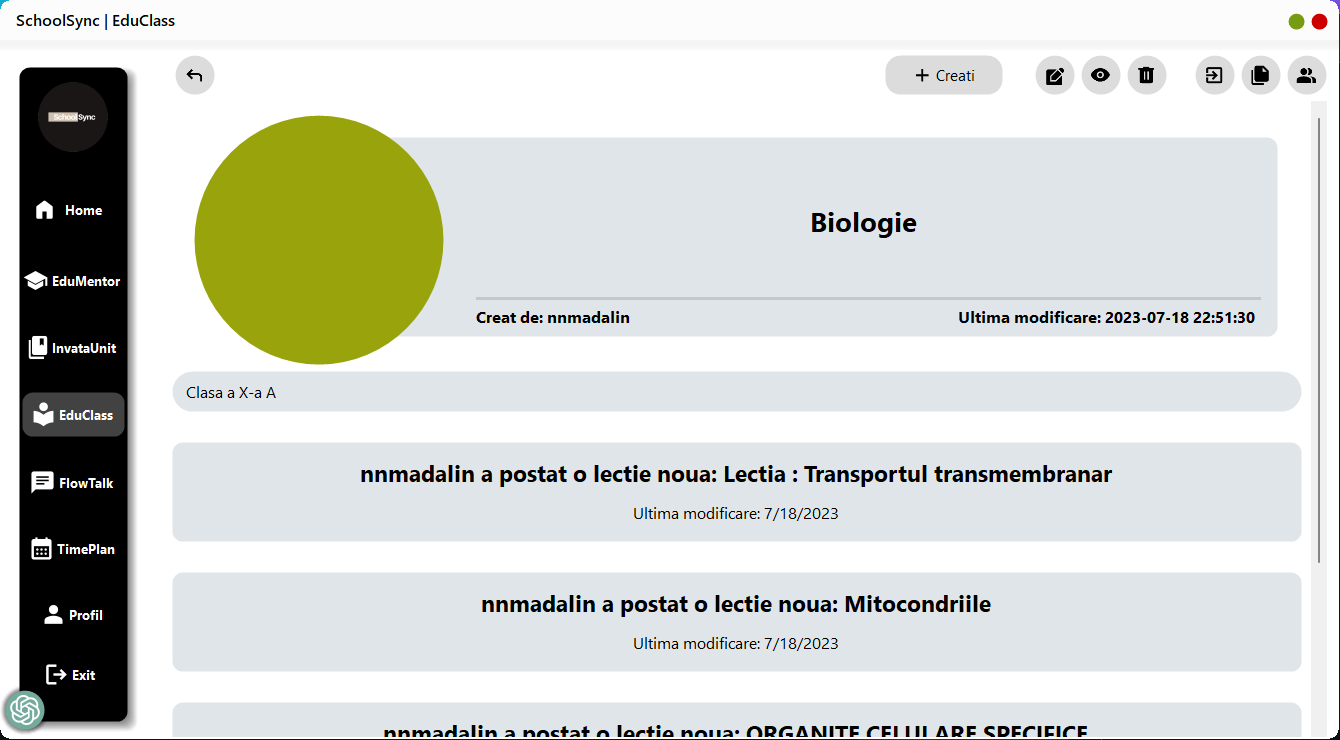 SchoolSync | EduClass
Creati
SchoolSync
Home
EduMentor
InvataUnit
EduClass
FlowTalk
TimePlan
Profil
Exit
Biologie
Creat de: nnmadalin
Ultima modificare: 2023-07-18 22:51:30
Clasa a X-a A
nnmadalin a postat o lectie noua: Lectia : Transportul transmembranar
Ultima modificare: 7/18/2023
nnmadalin a postat o lectie noua: Mitocondriile
Ultima modificare: 7/18/2023
nnmadalin a postat o lectie noua: ORGANITE CELULARE SPECIFICE